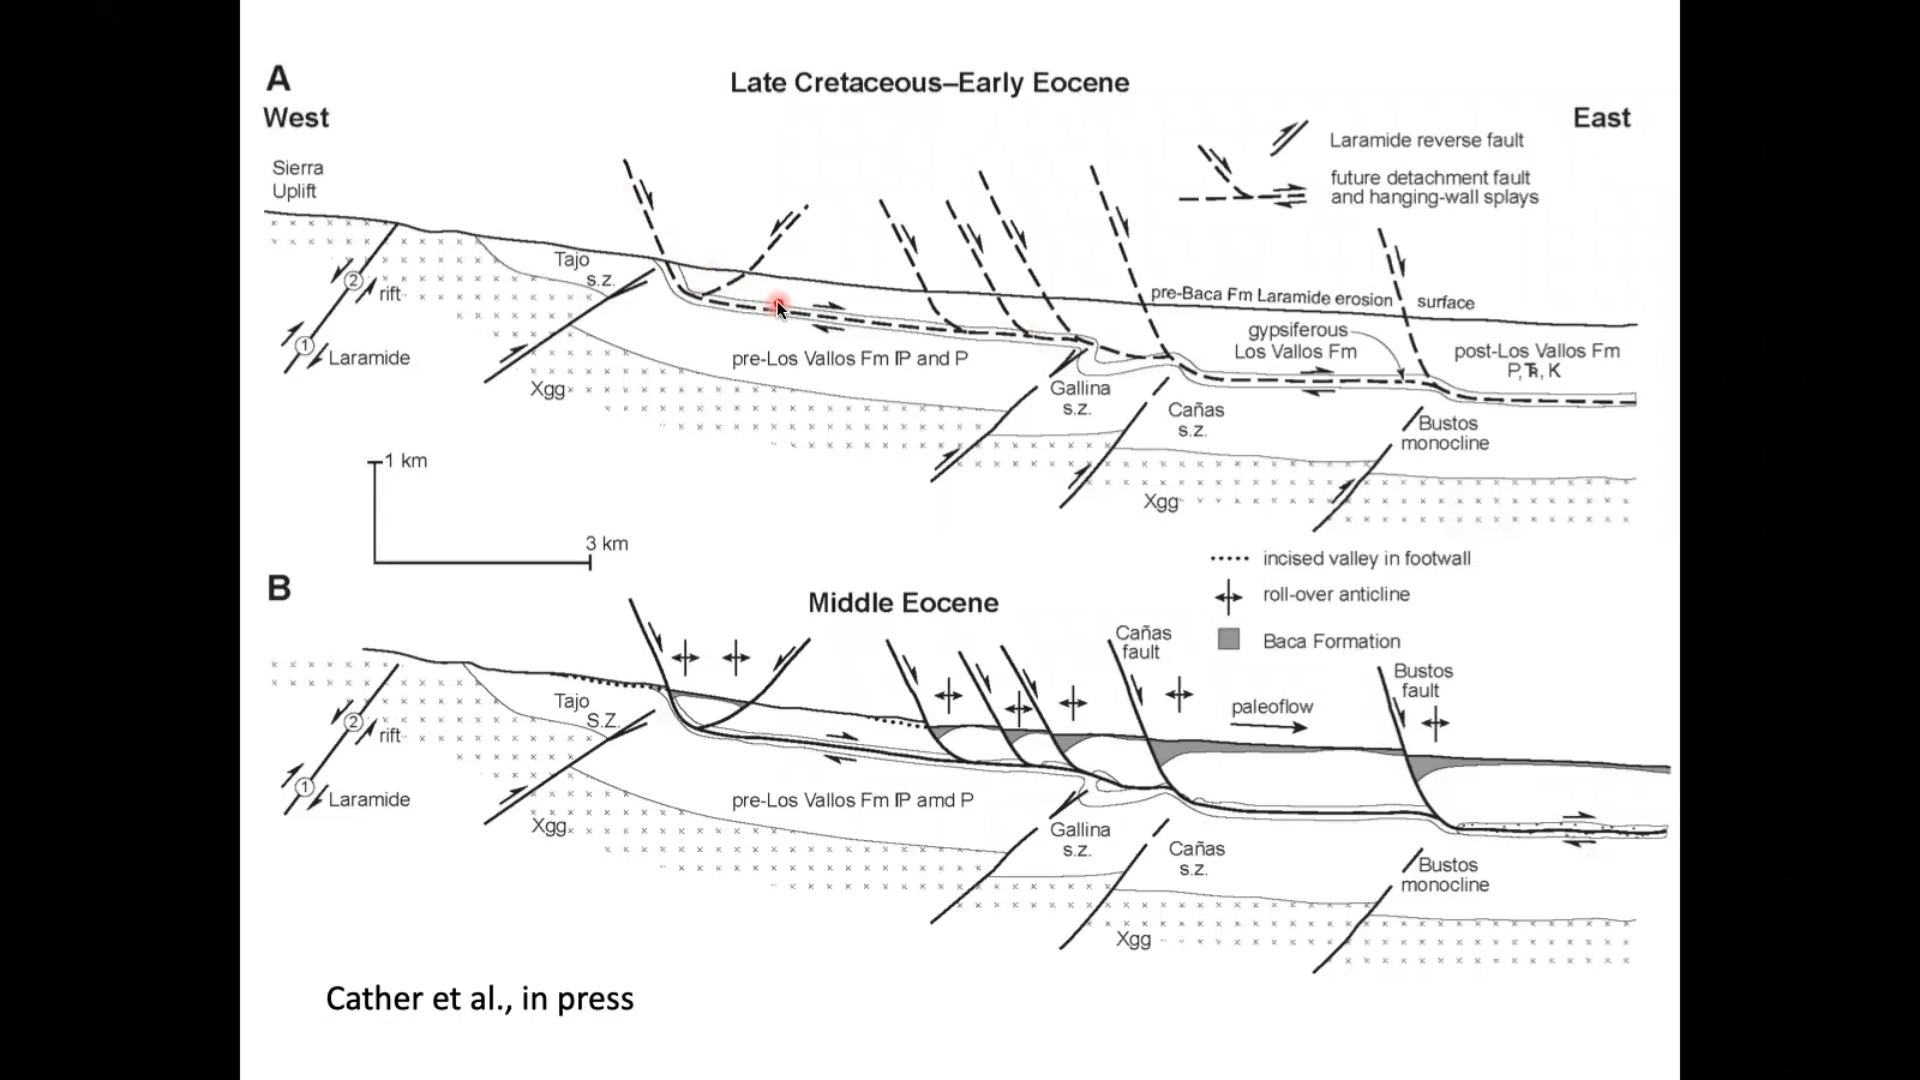 A
Late Cretaceous–Early Eocene
West
East
Sierra
Uplift
Laramide reverse fault
future detachment fault
and hanging-wall splays
Tajo
s.z.
2
rift
1
Laramide
pre-Baca Fm Laramide erosion surface
gypsiferous
Los Vallos Fm
post-Los Vallos Fm
P, Ŧ, K
pre-Los Vallos Fm IP and P
Xgg
Gallina
s.z.
Cañas
s.z.
Bustos
monocline
Xgg
1 km
3 km
incised valley in footwall
roll-over anticline
Baca Formation
B
Middle Eocene
Cañas
fault
Bustos
fault
paleoflow
Tajo
S.Z.
2
rift
1
Laramide
pre-Los Vallos Fm IP amd P
Xgg
Gallina
s.z.
Cañas
s.z.
Bustos
monocline
Xgg
Cather et al., in press